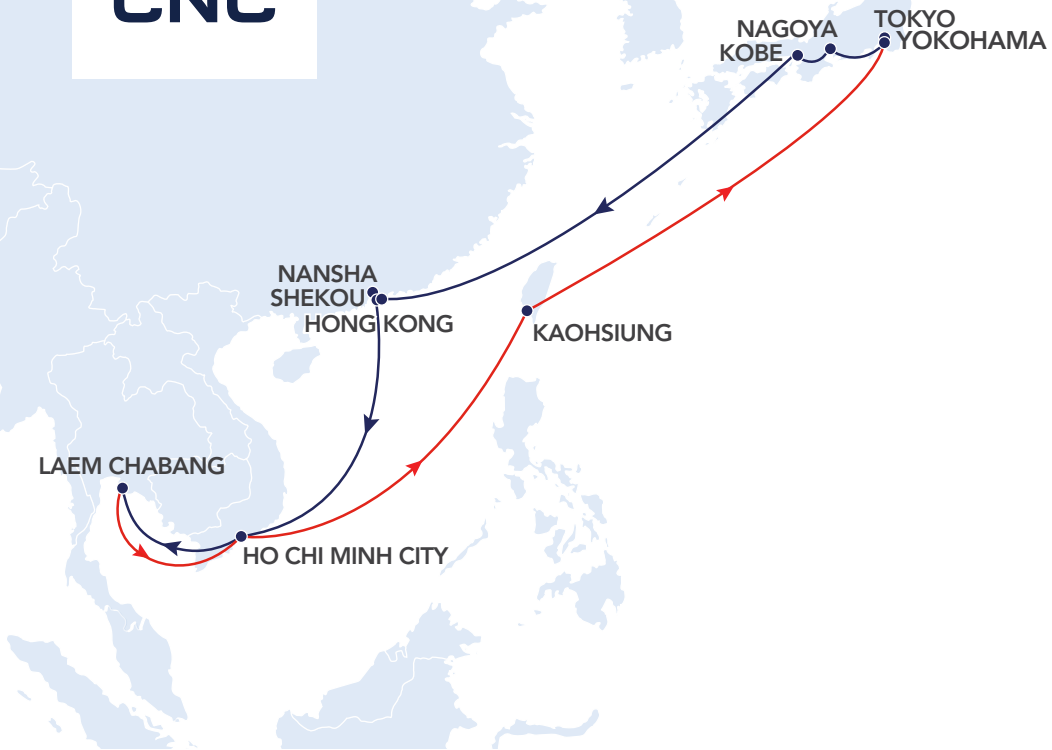 CNC
TOKYO
NAGOYA
YOKOHAMA
KOBE
NANSHA
SHEKOU
HONG KONG
KAOHSIUNG
LAEM CHABANG
HO CHI MINH CITY